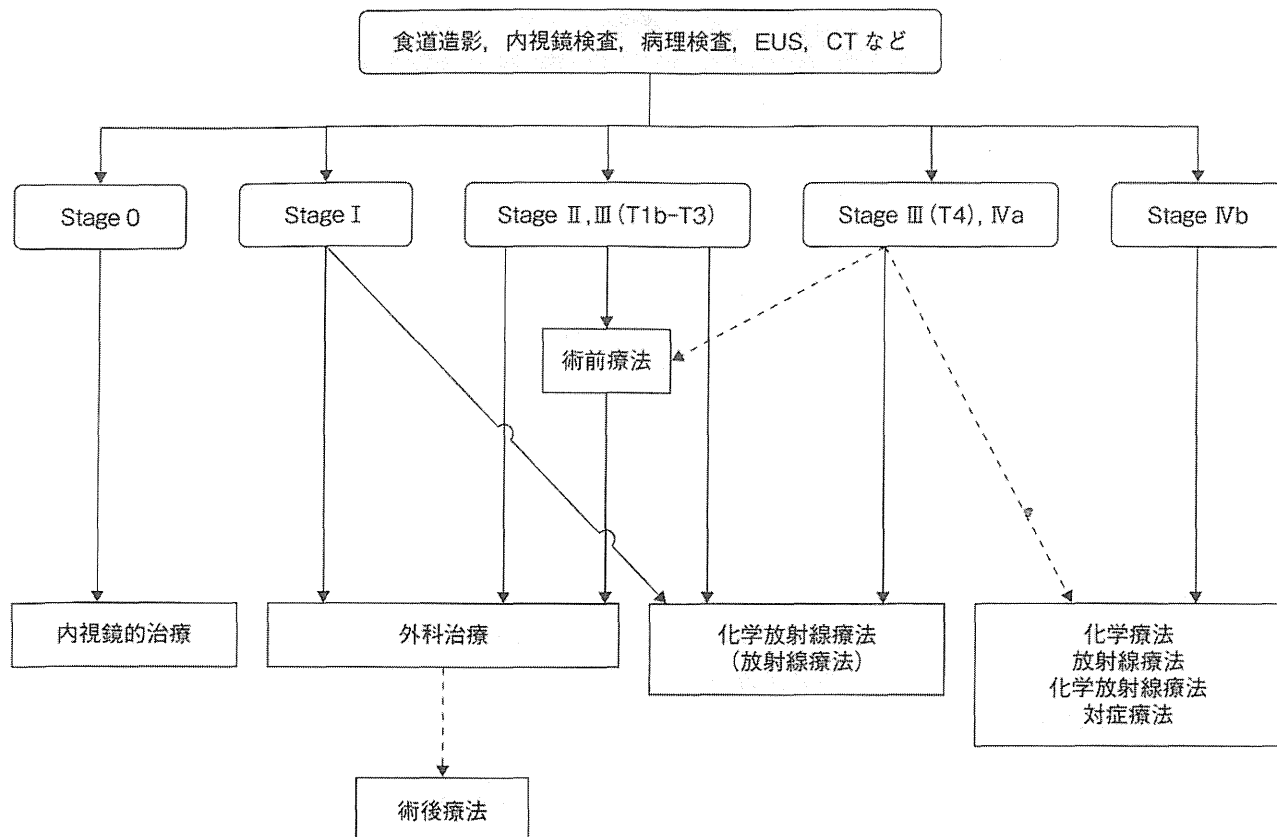 食道造影，内視鏡検査，病理検査，EUS，CT など
Stage 0
Stage Ⅰ
Stage Ⅱ，Ⅲ（T1b-T3）
Stage Ⅲ（T4），Ⅳa
Stage Ⅳb
術前療法
内視鏡的治療
外科治療
化学放射線療法
（放射線療法）
化学療法
放射線療法
化学放射線療法
対症療法
術後療法